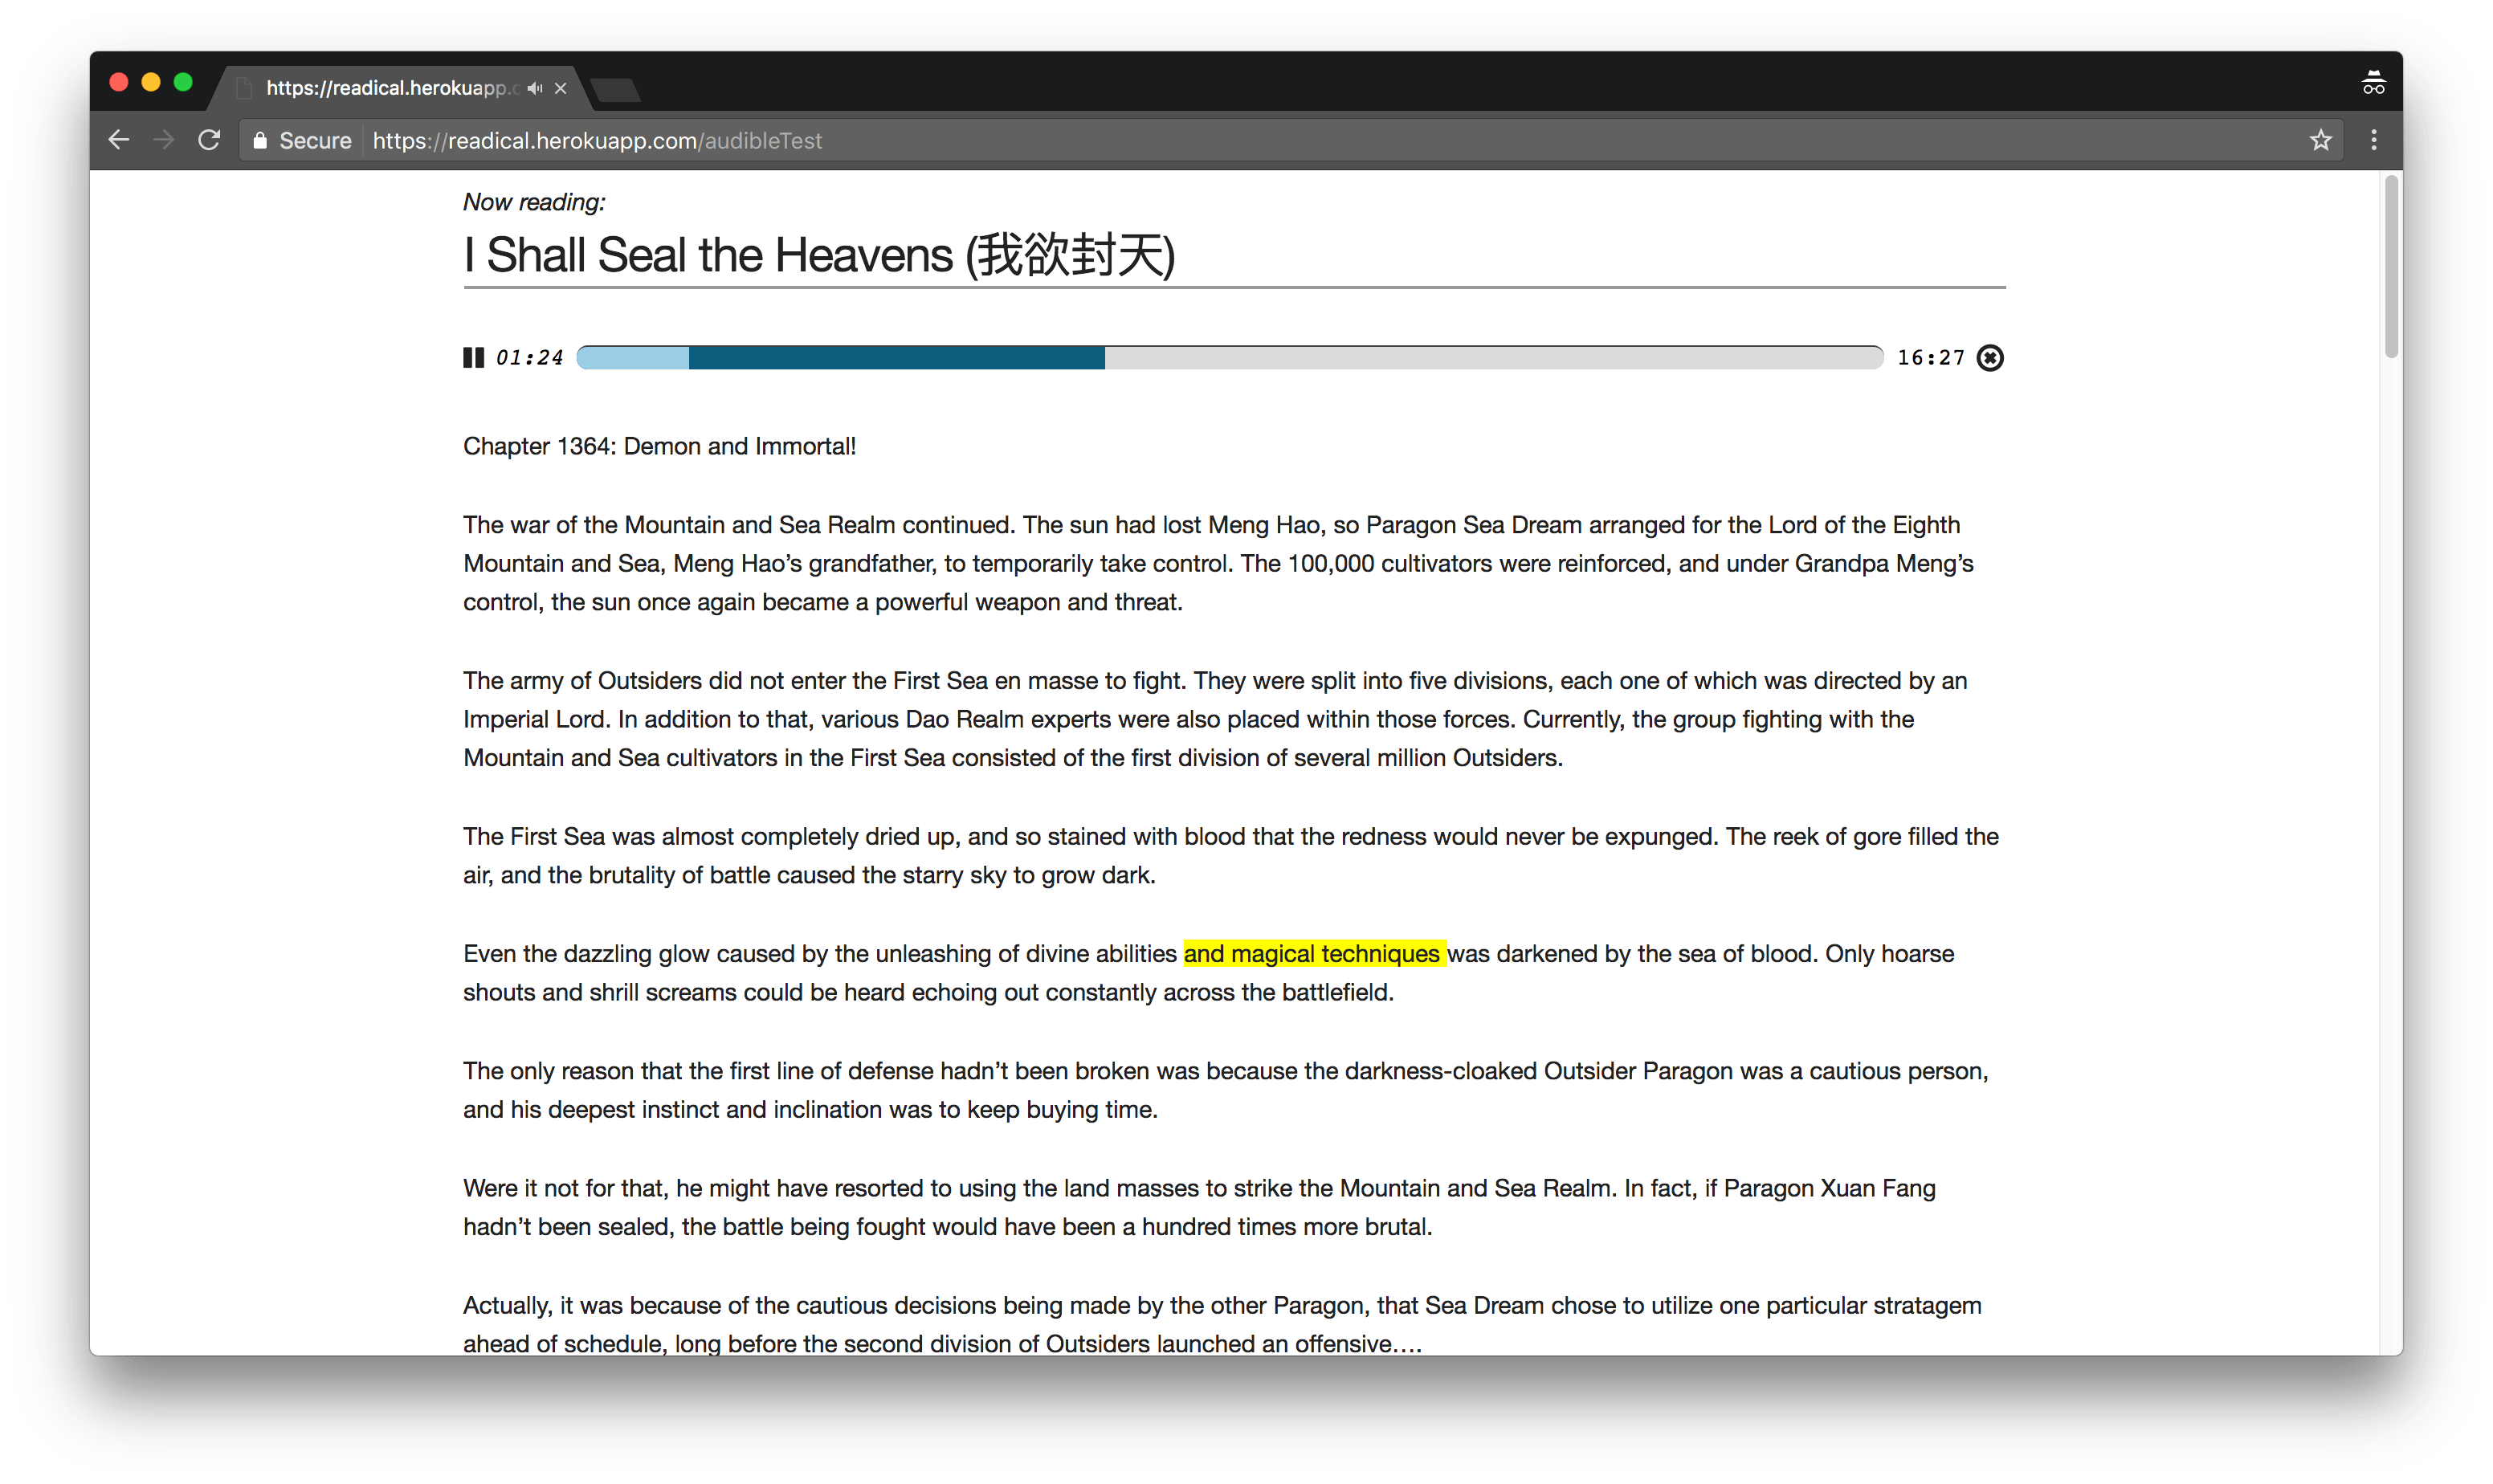 https://readical.herokuapp.c
Secure https://readical.herokuapp.com/audibleTest
Now reading:
I Shall Seal the Heavens (我欲封天)
01:24 16:27
Chapter 1364: Demon and Immortal!
The war of the Mountain and Sea Realm continued. The sun had lost Meng Hao, so Paragon Sea Dream arranged for the Lord of the Eighth
Mountain and Sea, Meng Hao’s grandfather, to temporarily take control. The 100,000 cultivators were reinforced, and under Grandpa Meng’s
control, the sun once again became a powerful weapon and threat.
The army of Outsiders did not enter the First Sea en masse to fight. They were split into five divisions, each one of which was directed by an
Imperial Lord. In addition to that, various Dao Realm experts were also placed within those forces. Currently, the group fighting with the
Mountain and Sea cultivators in the First Sea consisted of the first division of several million Outsiders.
The First Sea was almost completely dried up, and so stained with blood that the redness would never be expunged. The reek of gore filled the
air, and the brutality of battle caused the starry sky to grow dark.
Even the dazzling glow caused by the unleashing of divine abilities and magical techniques was darkened by the sea of blood. Only hoarse
shouts and shrill screams could be heard echoing out constantly across the battlefield.
The only reason that the first line of defense hadn’t been broken was because the darkness-cloaked Outsider Paragon was a cautious person,
and his deepest instinct and inclination was to keep buying time.
Were it not for that, he might have resorted to using the land masses to strike the Mountain and Sea Realm. In fact, if Paragon Xuan Fang
hadn’t been sealed, the battle being fought would have been a hundred times more brutal.
Actually, it was because of the cautious decisions being made by the other Paragon, that Sea Dream chose to utilize one particular stratagem
ahead of schedule, long before the second division of Outsiders launched an offensive….